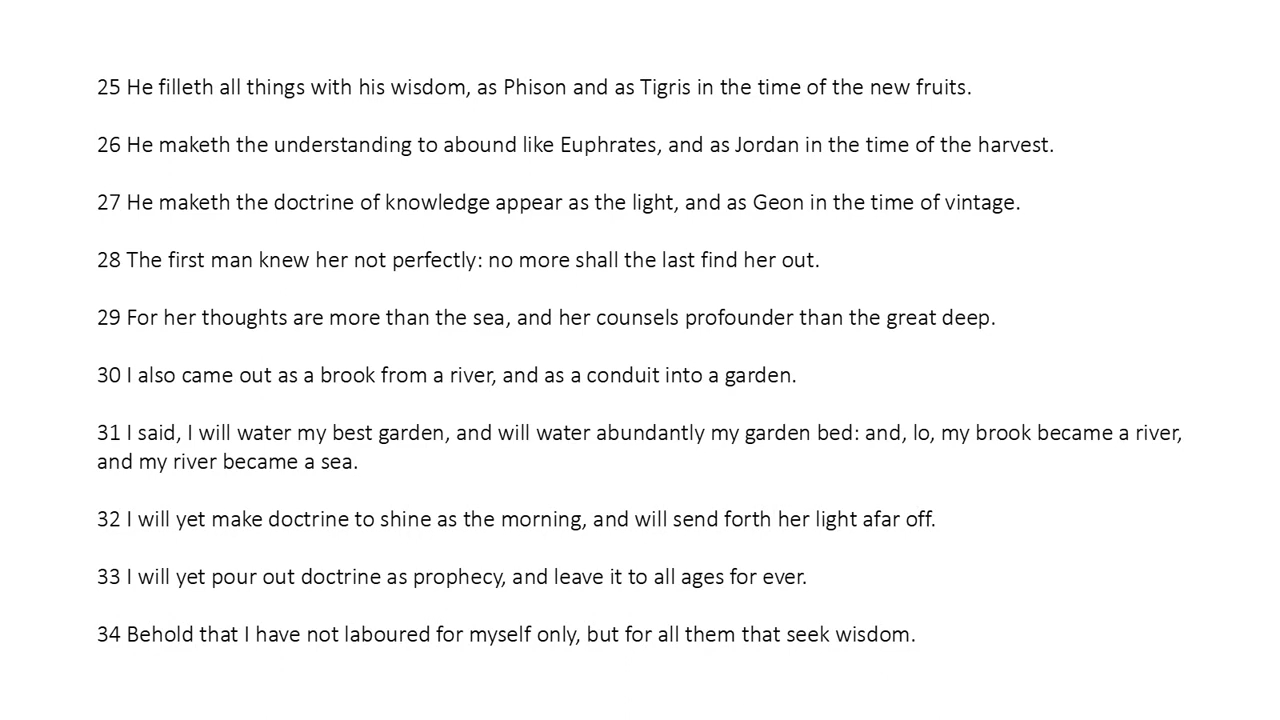 25 He filleth all things with his wisdom, as Phison and as Tigris in the time of the new fruits.
26 He maketh the understanding to abound like Euphrates, and as Jordan in the time of the harvest.
27 He maketh the doctrine of knowledge appear as the light, and as Geon in the time of vintage.
28 The first man knew her not perfectly: no more shall the last find her out.
29 For her thoughts are more than the sea, and her counsels profounder than the great deep.
30 I also came out as a brook from a river, and as a conduit into a garden.
31 I said, I will water my best garden, and will water abundantly my garden bed: and, lo, my brook became a river,
and my river became a sea.
32 I will yet make doctrine to shine as the morning, and will send forth her light afar off.
33 I will yet pour out doctrine as prophecy, and leave it to all ages for ever.
34 Behold that I have not laboured for myself only, but for all them that seek wisdom.